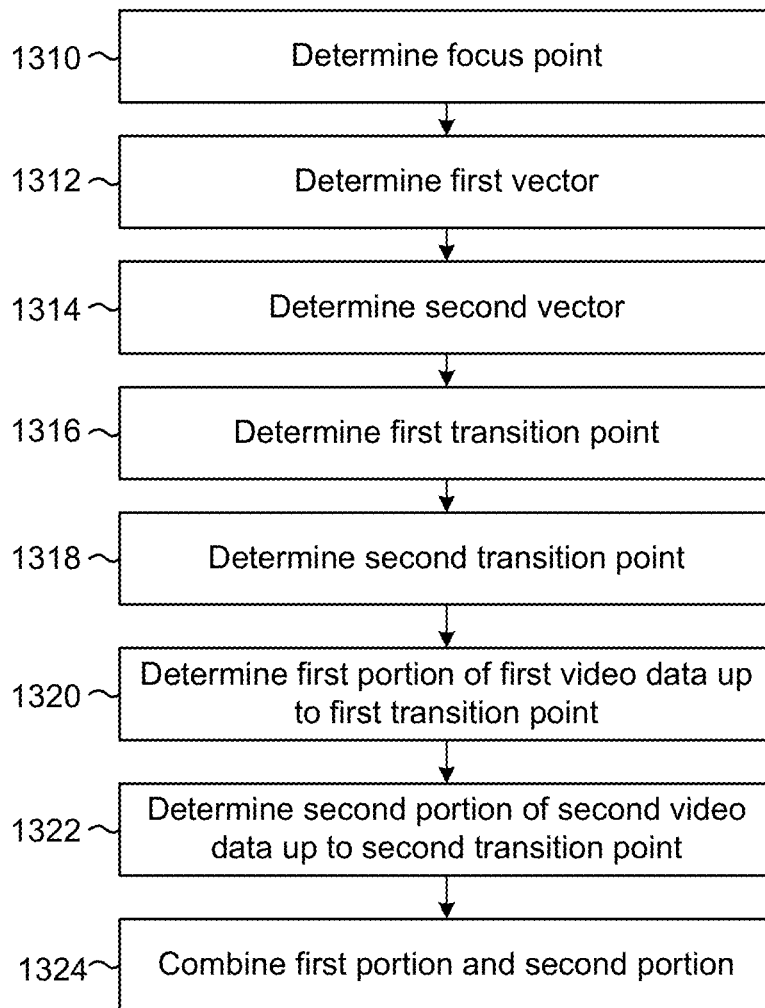 1310 Determine focus point
1312 Determine first vector
1314 Determine second vector
1316 Determine first transition point
1318 Determine second transition point
1320 Determine first portion of first video data up
to first transition point
1322 Determine second portion of second video
data up to second transition point
1324 Combine first portion and second portion